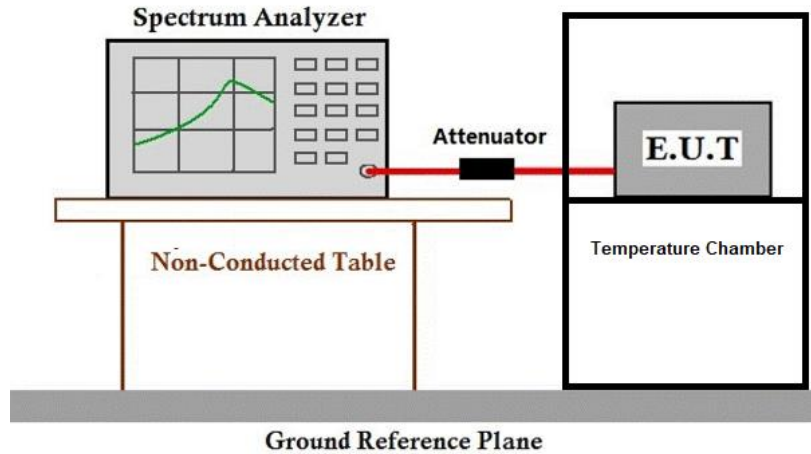 Spectrum Analyzer
Attenuator
E.U.T
Non-Conducted Table
Temperature Chamber
Ground Reference Plane